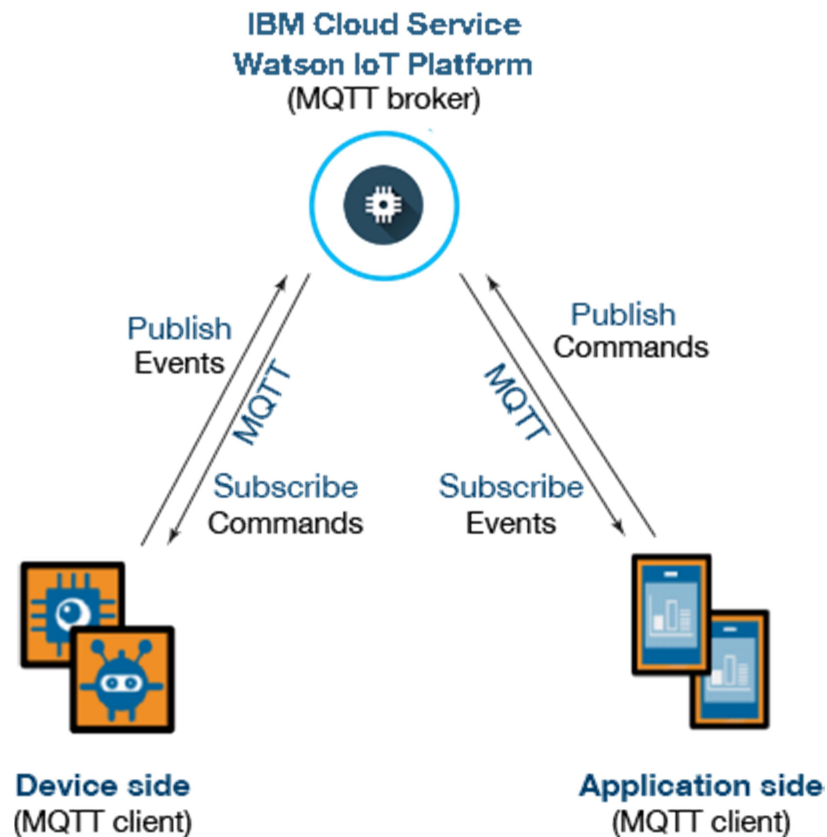 IBM Cloud Service
Watson IoT Platform
(MQTT broker)
Publish
Events
MQTT
Subscribe
Commands
Publish
Commands
MQTT
Subscribe
Events
Device side
(MQTT client)
Application side
(MQTT client)